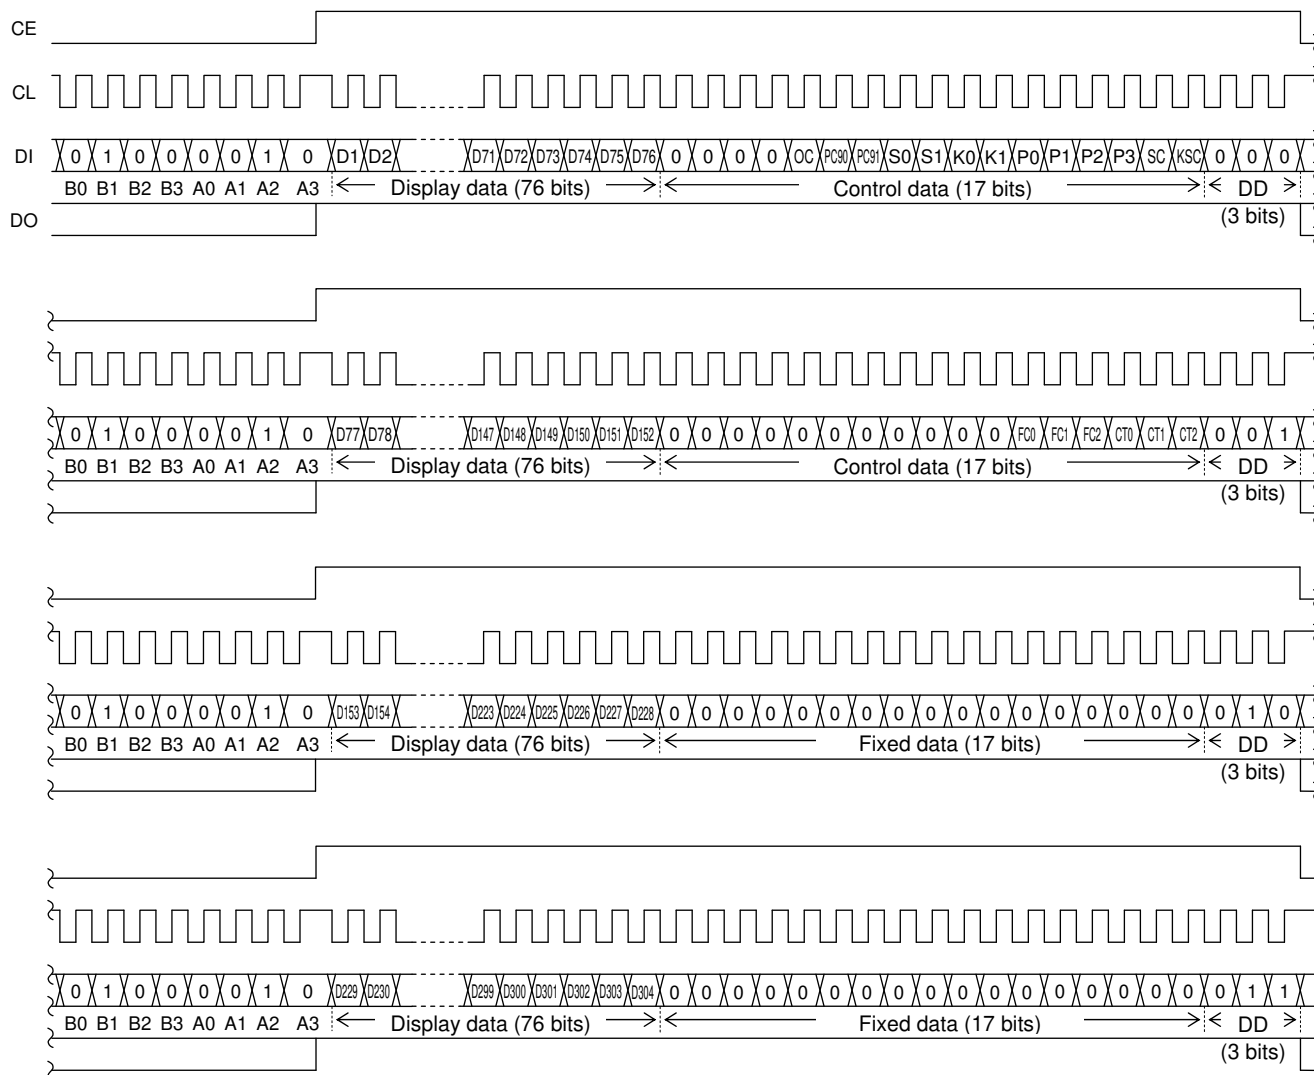 CE
CL
DI 0 1 0 0 0 0 1 0 D1 D2 D71 D72 D73 D74 D75 D76 0 0 0 0 OC PC90 PC91 S0 S1 K0 K1 P0 P1 P2 P3 SC KSC 0 0 0
B0 B1 B2 B3 A0 A1 A2 A3 Display data (76 bits) Control data (17 bits) DD
DO (3 bits)
0 1 0 0 0 0 1 0 D77 D78 D147 D148 D149 D150 D151 D152 0 0 0 0 0 0 0 0 0 0 0 FC0 FC1 FC2 CT0 CT1 CT2 0 0 1
B0 B1 B2 B3 A0 A1 A2 A3 Display data (76 bits) Control data (17 bits) DD
(3 bits)
0 1 0 0 0 0 1 0 D153 D154 D223 D224 D225 D226 D227 D228 0 0 0 0 0 0 0 0 0 0 0 0 0 0 0 0 0 0 1 0
B0 B1 B2 B3 A0 A1 A2 A3 Display data (76 bits) Fixed data (17 bits) DD
(3 bits)
0 1 0 0 0 0 1 0 D229 D230 D299 D300 D301 D302 D303 D304 0 0 0 0 0 0 0 0 0 0 0 0 0 0 0 0 0 0 1 1
B0 B1 B2 B3 A0 A1 A2 A3 Display data (76 bits) Fixed data (17 bits) DD
(3 bits)